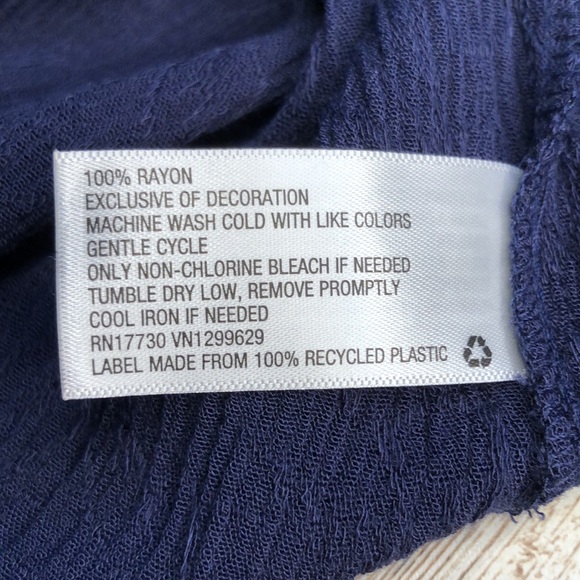 100% RAYON
EXCLUSIVE OF DECORATION
MACHINE WASH COLD WITH LIKE COLORS
GENTLE CYCLE
ONLY NON-CHLORINE BLEACH IF NEEDED
TUMBLE DRY LOW, REMOVE PROMPTLY
COOL IRON IF NEEDED
RN17730 VN1299629
LABEL MADE FROM 100% RECYCLED PLASTIC